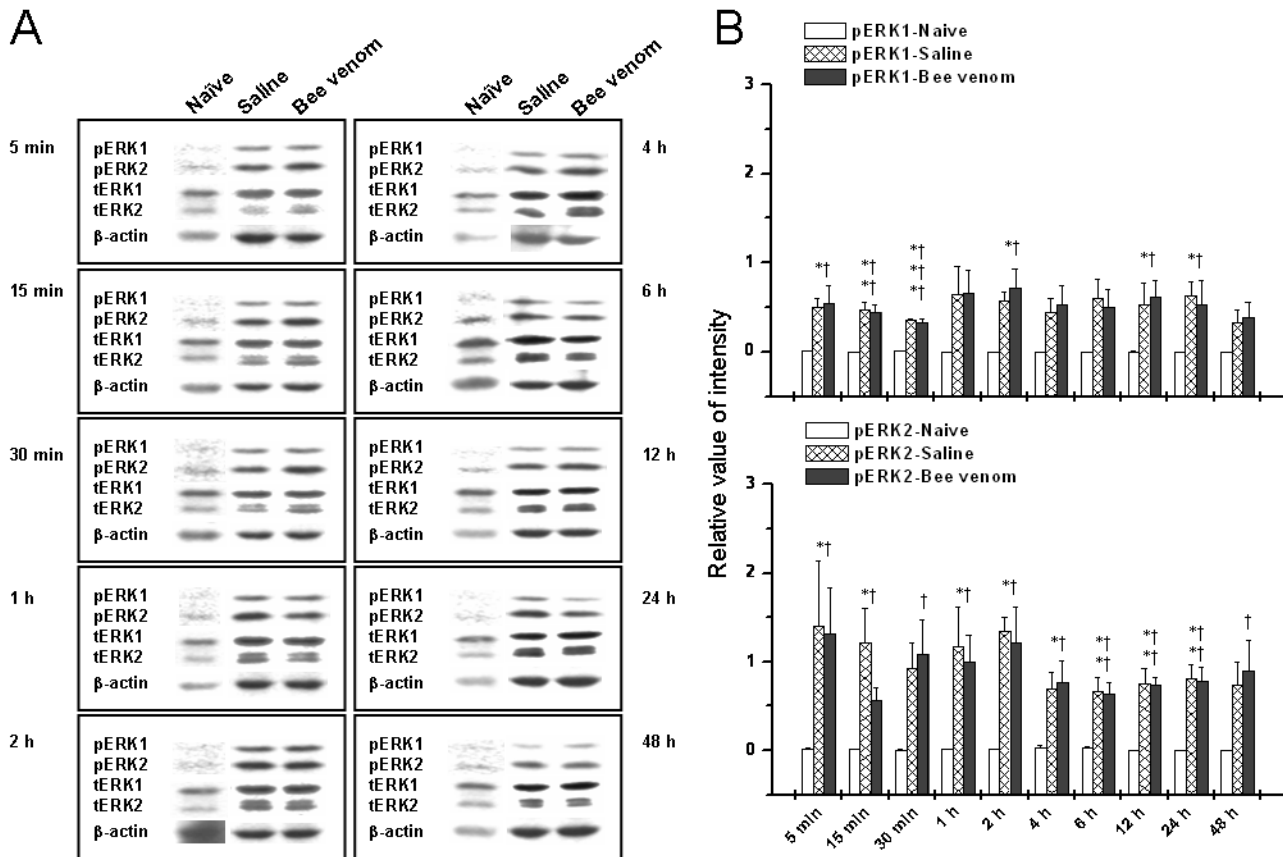 A
Naïve Saline Bee venom
Naïve Saline Bee venom
5 min
pERK1
pERK2
tERK1
tERK2
β-actin
pERK1
pERK2
tERK1
tERK2
β-actin
4 h
15 min
pERK1
pERK2
tERK1
tERK2
β-actin
pERK1
pERK2
tERK1
tERK2
β-actin
6 h
30 min
pERK1
pERK2
tERK1
tERK2
β-actin
pERK1
pERK2
tERK1
tERK2
β-actin
12 h
1 h
pERK1
pERK2
tERK1
tERK2
β-actin
pERK1
pERK2
tERK1
tERK2
β-actin
24 h
2 h
pERK1
pERK2
tERK1
tERK2
β-actin
pERK1
pERK2
tERK1
tERK2
β-actin
48 h
B
pERK1-Naive
pERK1-Saline
pERK1-Bee venom
3
2
1
0
*† *† *† *† *† *† *† *† *†
Relative value of intensity
pERK2-Naive
pERK2-Saline
pERK2-Bee venom
3
2
1
0
*† *† † *† *† *† *† *† *† *† *† *† †
5 min 15 min 30 min 1 h 2 h 4 h 6 h 12 h 24 h 48 h